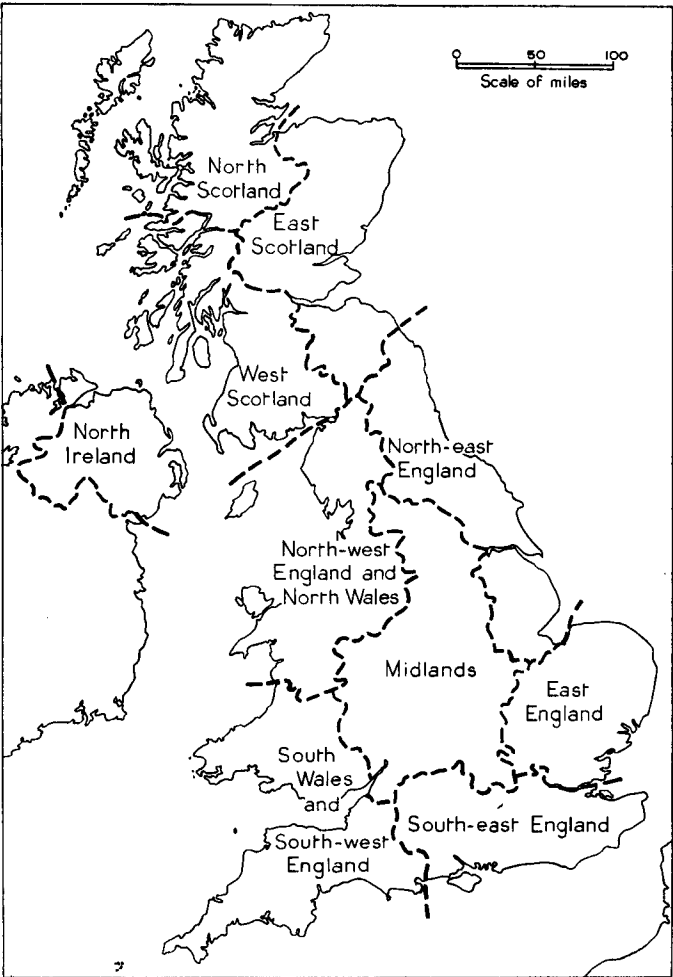 0 50 100
Scale of miles
North
Scotland
East
Scotland
West
Scotland
North
Ireland
North-east
England
North-west
England and
North Wales
Midlands
East
England
South
Wales
and
South-west
England
South-east England